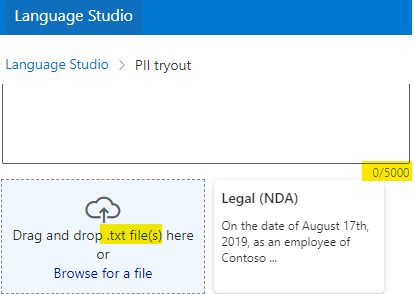 Language Studio
Language Studio > PII tryout
0/5000
Drag and drop .txt file(s) here
or
Browse for a file
Legal (NDA)
On the date of August 17th,
2019, as an employee of
Contoso ...